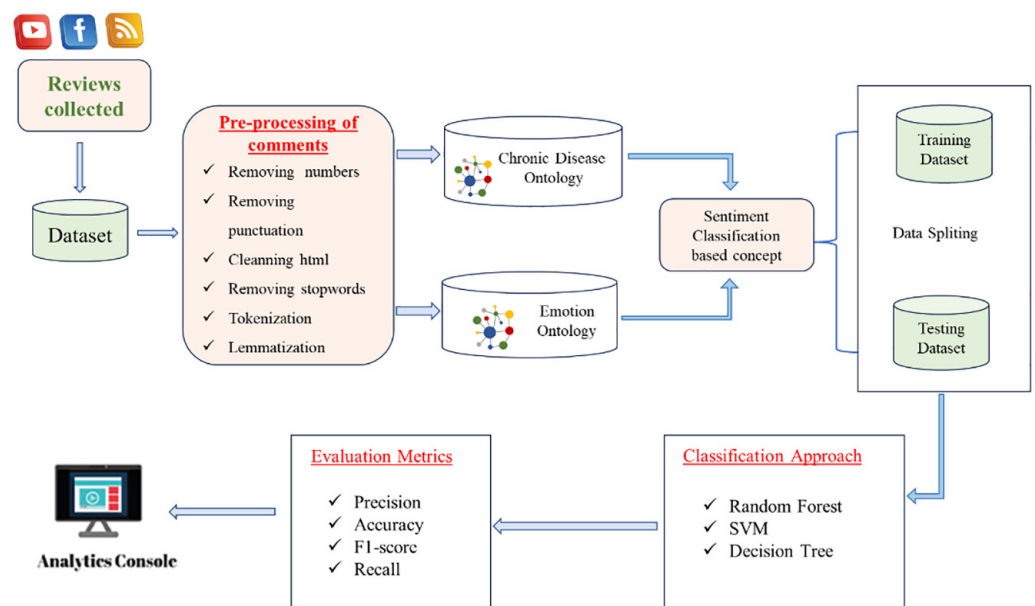 Reviews
collected
Dataset
Pre-processing of
comments
✓ Removing numbers
✓ Removing
punctuation
✓ Cleanning html
✓ Removing stopwords
✓ Tokenization
✓ Lemmatization
Chronic Disease
Ontology
Emotion
Ontology
Sentiment
Classification
based concept
Training
Dataset
Data Spliting
Testing
Dataset
Classification Approach
✓ Random Forest
✓ SVM
✓ Decision Tree
Evaluation Metrics
✓ Precision
✓ Accuracy
✓ F1-score
✓ Recall
Analytics Console